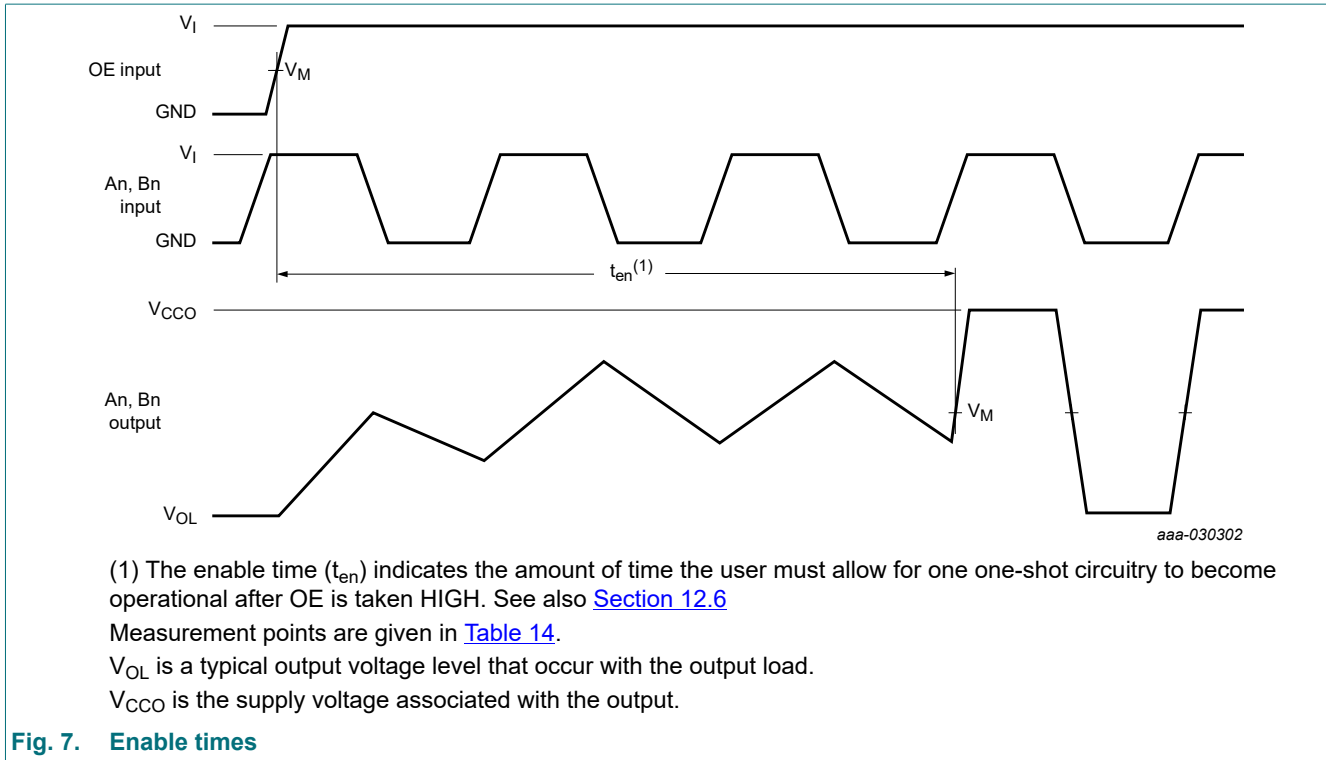 VI
OE input
VM
GND
VI
An, Bn
input
GND
ten(1)
VCCO
An, Bn
output
VM
VOL
aaa-030302
(1) The enable time (ten) indicates the amount of time the user must allow for one one-shot circuitry to become
operational after OE is taken HIGH. See also Section 12.6
Measurement points are given in Table 14.
VOL is a typical output voltage level that occur with the output load.
VCCO is the supply voltage associated with the output.
Fig. 7. Enable times